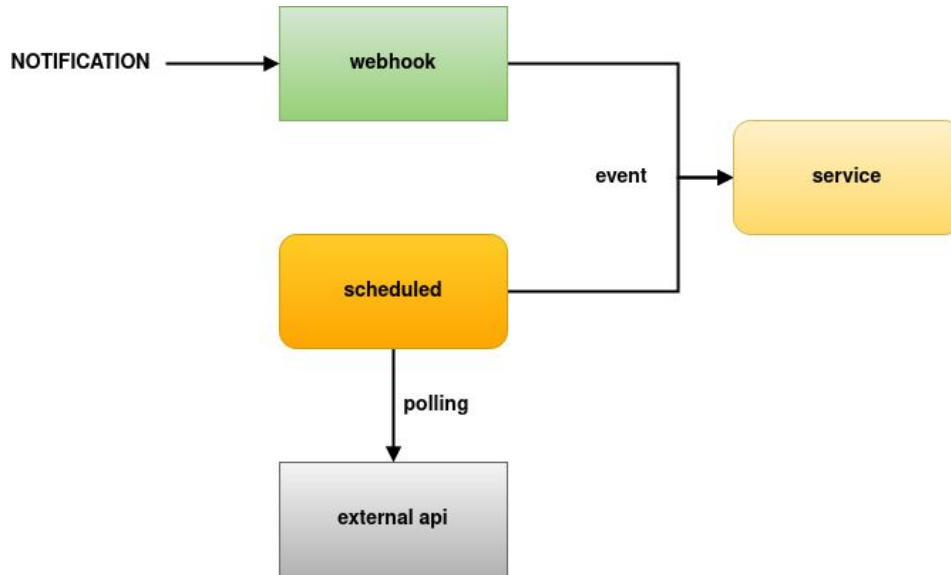 NOTIFICATION
webhook
event
service
scheduled
polling
external api